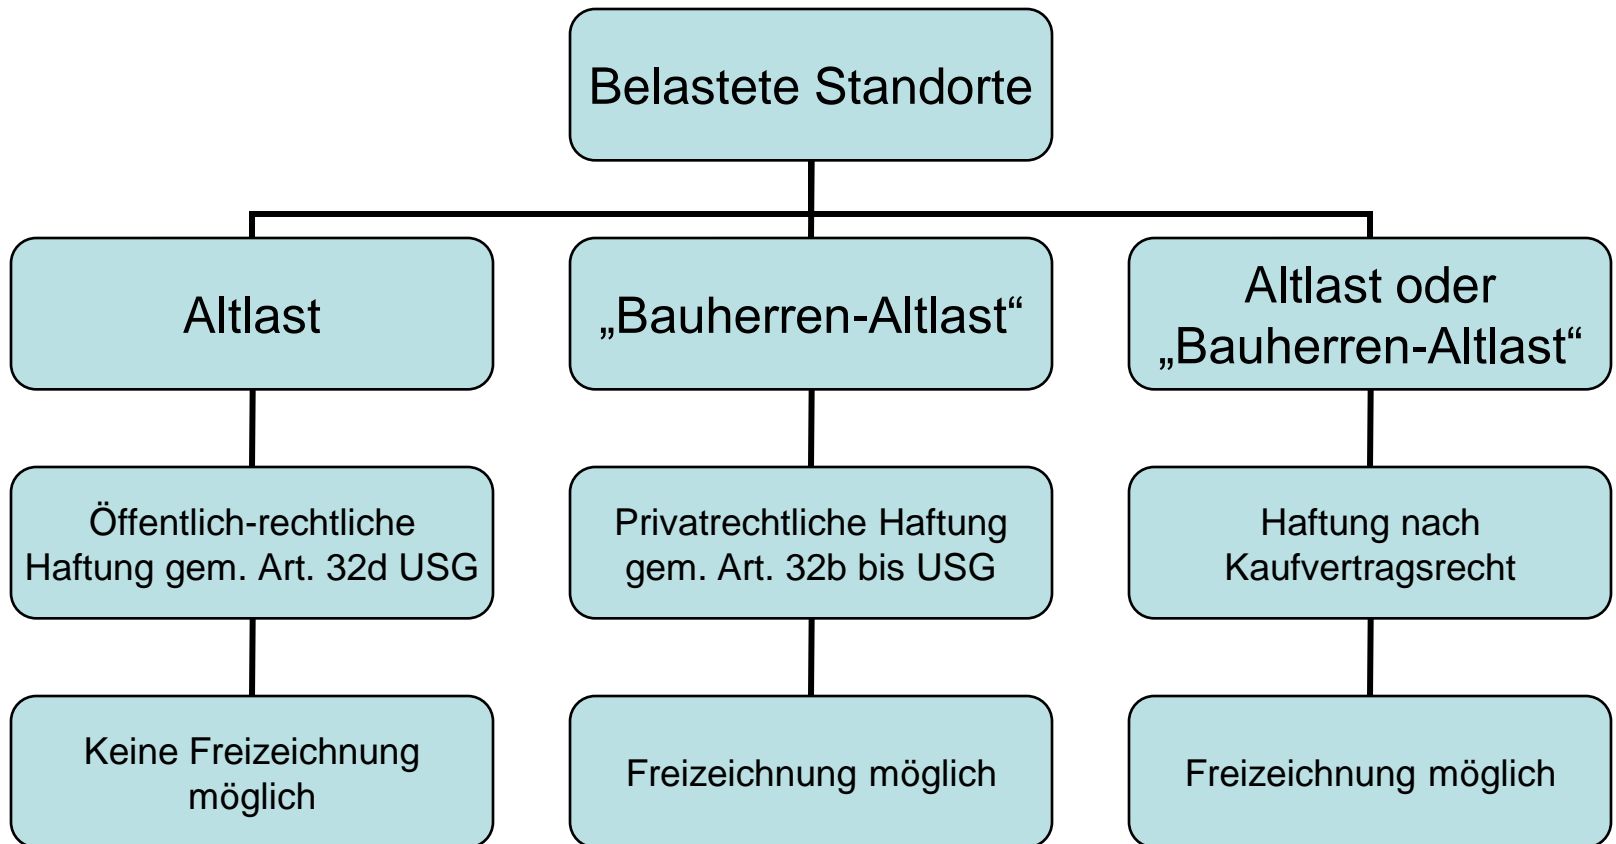 Belastete Standorte
Altlast
„Bauherren-Altlast“
Altlast oder
„Bauherren-Altlast“
Öffentlich-rechtliche
Haftung gem. Art. 32d USG
Privatrechtliche Haftung
gem. Art. 32b bis USG
Haftung nach
Kaufvertragsrecht
Keine Freizeichnung
möglich
Freizeichnung möglich
Freizeichnung möglich